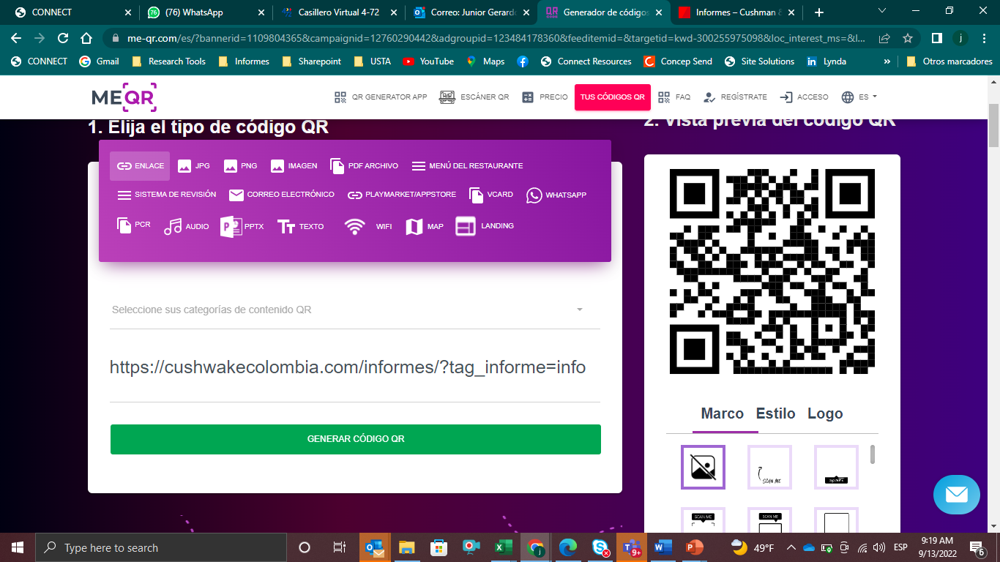 CONNECT
(76) WhatsApp
Casillero Virtual 4-72
Correo: Junior Gerardo
Generador de códigos
Informes – Cushman &
me-qr.com/es/?bannerid=1109804365&campaignid=12760290442&adgroupid=1234841783660&feeditemid=&targetid=kwd-300255975098&loc_interest_ms=&l...
j
CONNECT
Gmail
Research Tools
Informes
Sharepoint
USTA
YouTube
Maps
Connect Resources
Concep Send
Site Solutions
Lynda
»
Otros marcadores
MEQR
QR GENERATOR APP
ESCÁNER QR
PRECIO
TUS CÓDIGOS QR
FAQ
REGÍSTRATE
ACCESO
ES
1. Elija el tipo de código QR
2. Vista previa del código QR
ENLACE
JPG
PNG
IMAGEN
PDF ARCHIVO
MENÚ DEL RESTAURANTE
SISTEMA DE REVISIÓN
CORREO ELECTRÓNICO
PLAYMARKET/APPSTORE
VCARD
WHATSAPP
PCR
AUDIO
PPTX
TEXTO
WIFI
MAP
LANDING
Seleccione sus categorías de contenido QR
https://cushwakecolombia.com/informes/?tag_informe=info
GENERAR CÓDIGO QR
Marco
Estilo
Logo
SCAN ME
SCAN ME
SCAN ME
SCAN ME
Type here to search
9+
49°F
ESP
9:19 AM
9/13/2022
6